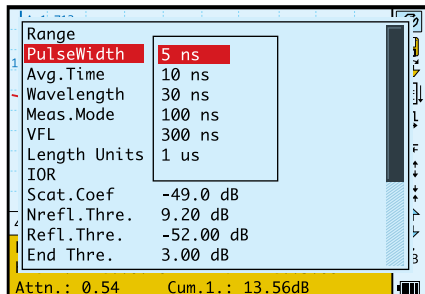 Range
PulseWidth 5 ns
Avg.Time 10 ns
Wavelength 30 ns
Meas.Mode 100 ns
VFL 300 ns
Length Units 1 us
IOR
Scat.Coef -49.0 dB
Nrefl.Thre. 9.20 dB
Refl.Thre. -52.00 dB
End Thre. 3.00 dB
Attn.: 0.54 Cum.1.: 13.56dB